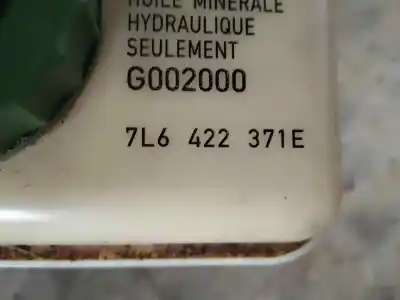 HUILE MINERALE
HYDRAULIQUE
SEULEMENT
G002000
7L6 422 371E